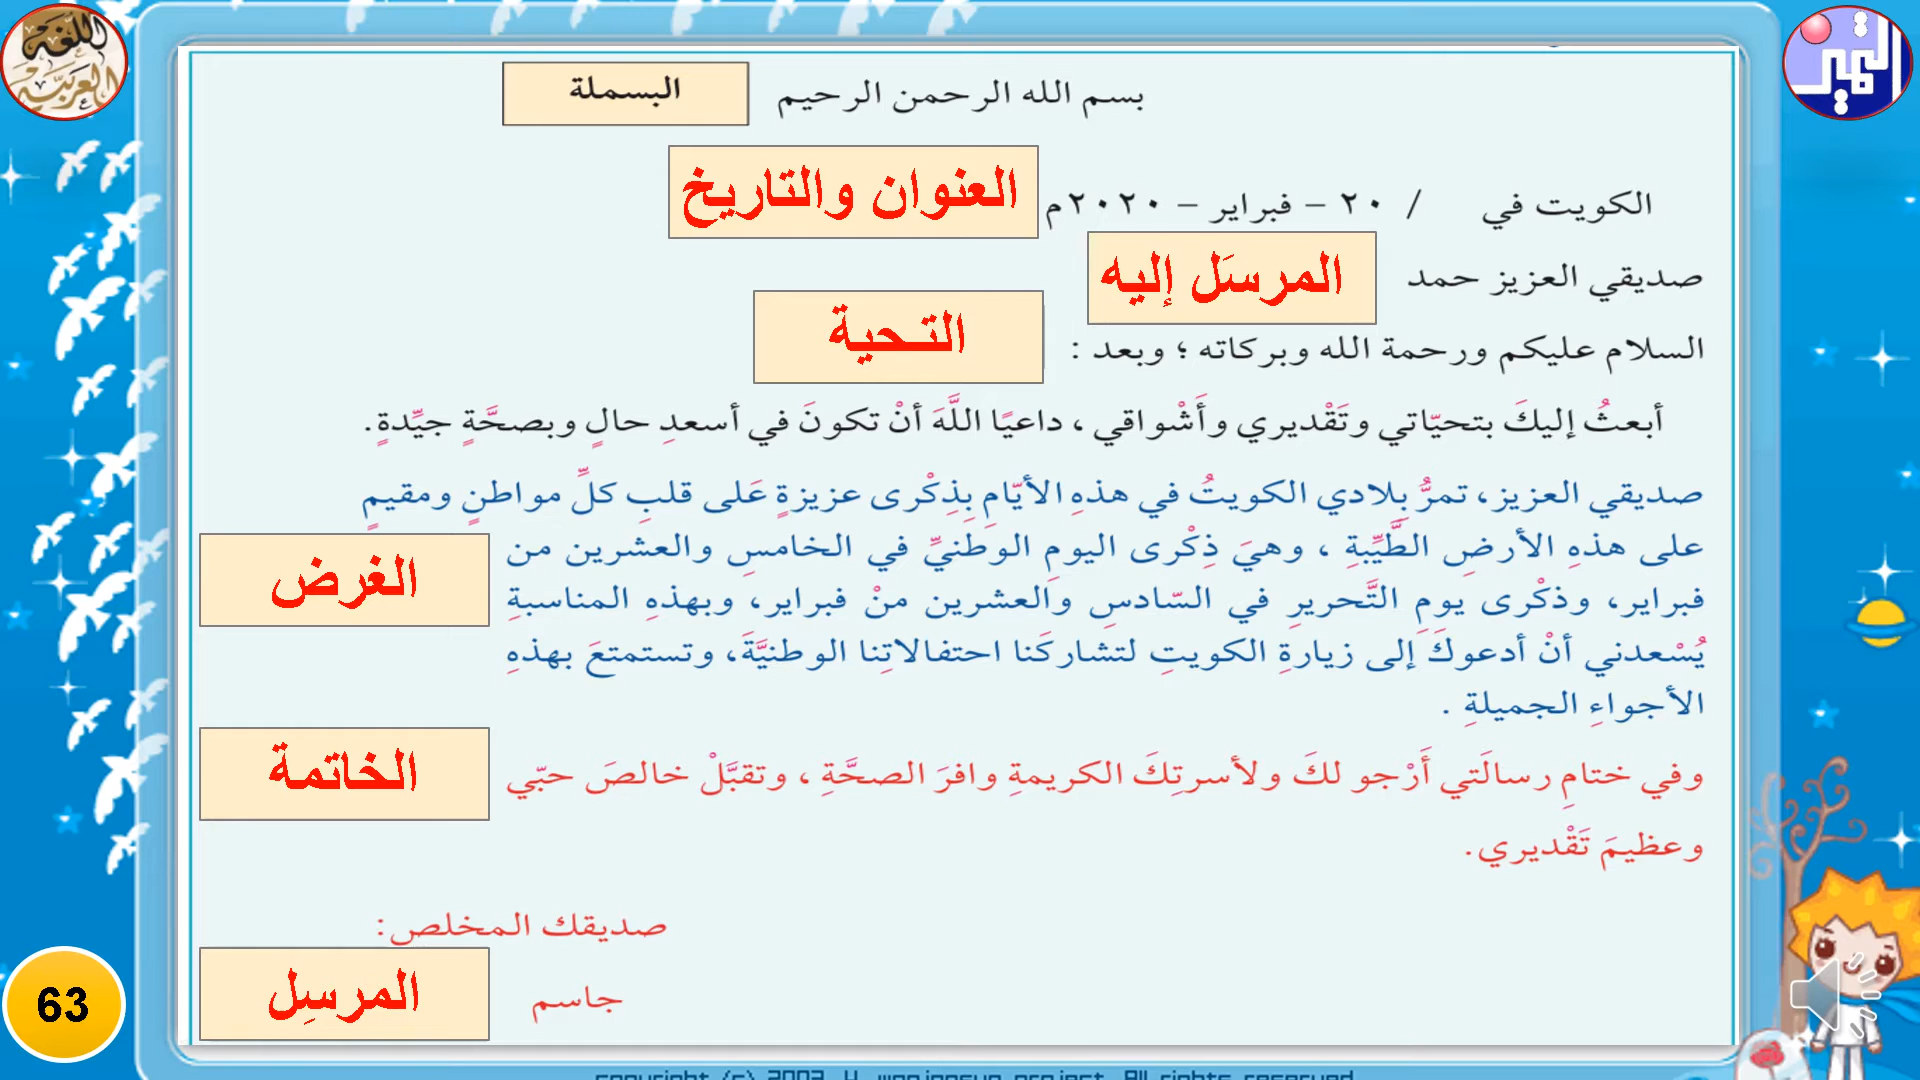 اللغة العربية
التميز
بسم الله الرحمن الرحيم البسملة
الكويت في / ٢٠ – فبراير – ٢٠٢٠م العنوان والتاريخ
صديقي العزيز حمد المرسَل إليه
السلام عليكم ورحمة الله وبركاته ؛ وبعد : التـحية
أبعثُ إليكَ بتحيّاتي وتَقْديري وأَشْواقي ، داعيًا اللَّهَ أنْ تكونَ في أسعدِ حالٍ وبصحَّةٍ جيِّدةٍ.
صديقي العزيز، تمرُّ بِلادي الكويتُ في هذهِ الأيّامِ بِذِكْرى عزيزةٍ عَلى قلبِ كلِّ مواطنٍ ومقيمٍ
على هذهِ الأرضِ الطَّيِّبةِ ، وهيَ ذِكْرى اليومِ الوطنيِّ في الخامسِ والعشرين من
فبراير، وذكْرى يومِ التَّحريرِ في السّادسِ والعشرين منْ فبراير، وبهذهِ المناسبةِ
الغرض
يُسْعدني أنْ أدعوكَ إلى زيارةِ الكويتِ لتشاركَنا احتفالاتِنا الوطنيَّةَ، وتستمتعَ بهذهِ
الأجواءِ الجميلةِ .
وفي ختامِ رسالَتي أَرْجو لكَ ولأسرتِكَ الكريمةِ وافرَ الصحَّةِ ، وتقبَّلْ خالصَ حبّي
الخاتمة
وعظيمَ تَقْديري.
صديقك المخلص:
جاسم المرسِل
63